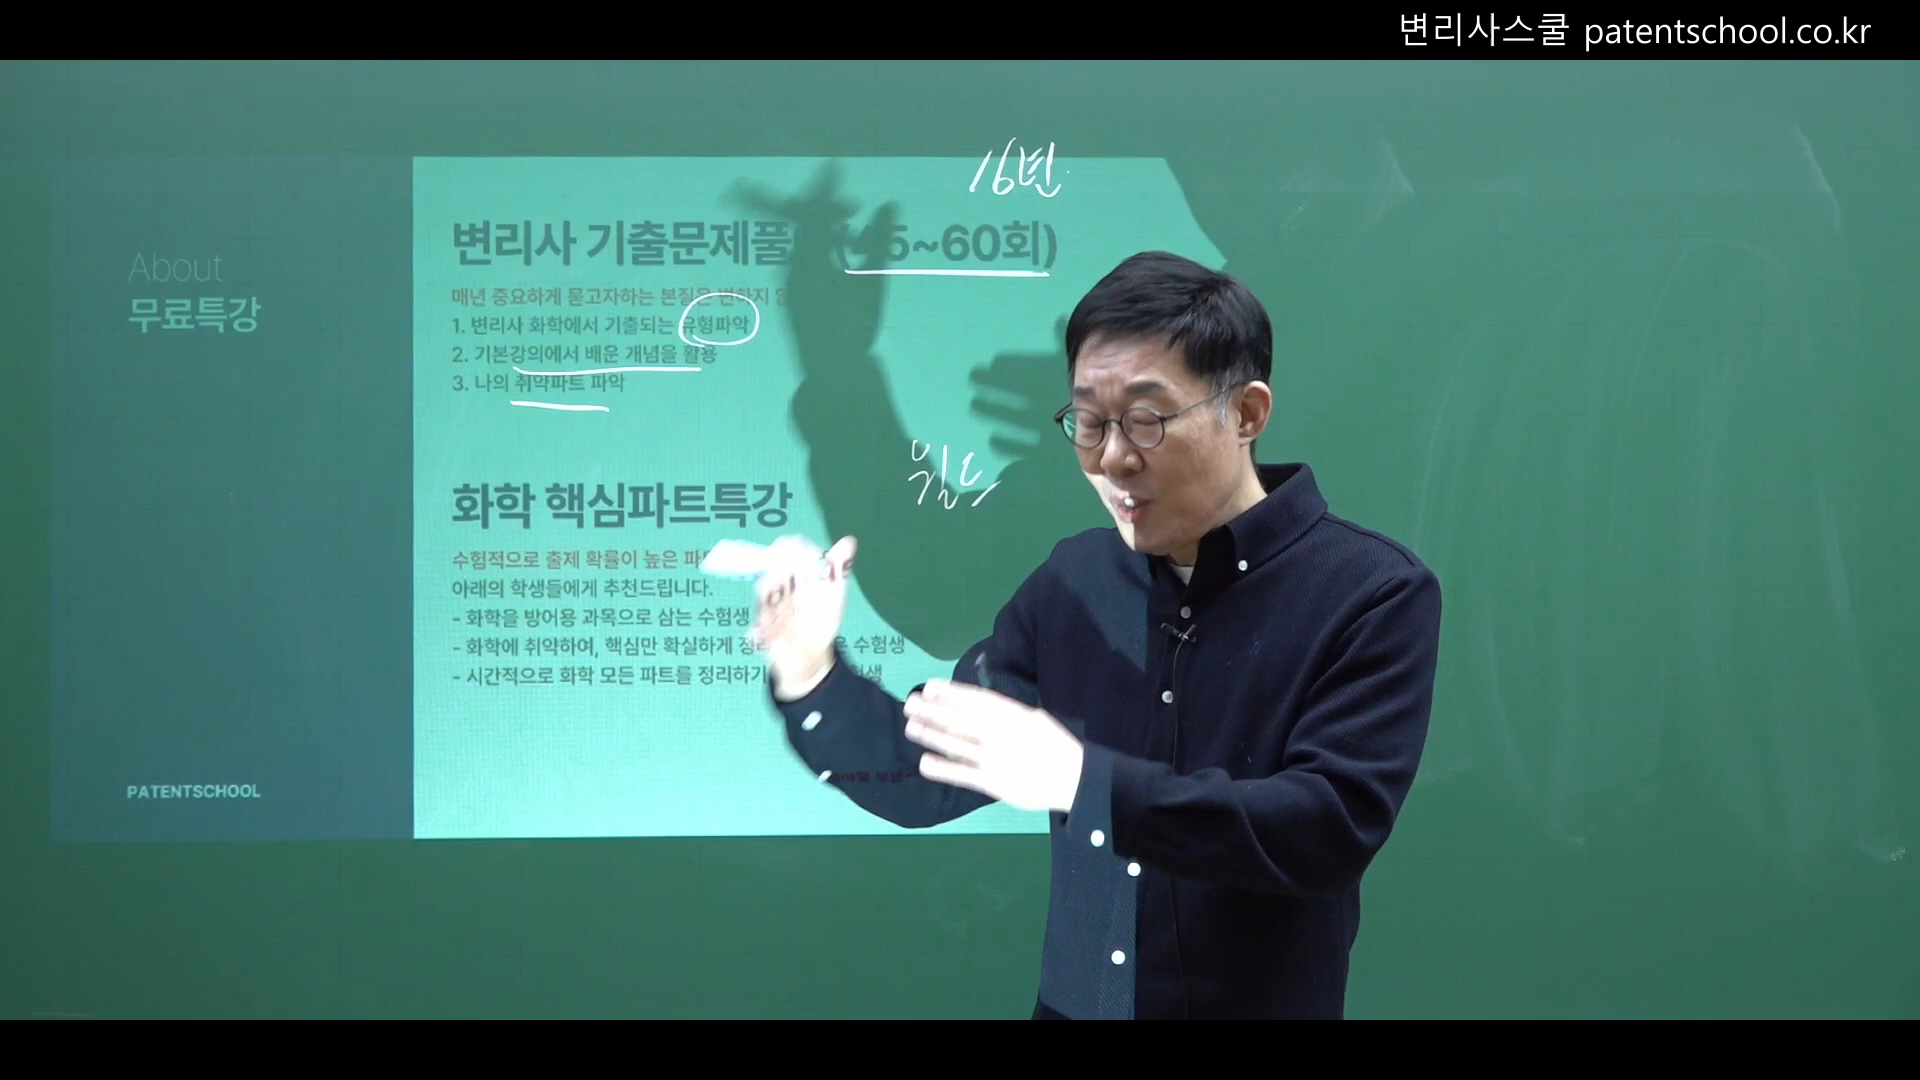 변리사스쿨 patentschool.co.kr
16년
About
무료특강
변리사 기출문제풀 5~60회)
매년 중요하게 묻고자하는 본질은 변하지
1. 변리사 화학에서 기출되는 유형파악
2. 기본강의에서 배운 개념을 활용
3. 나의 취약파트 파악
화학 핵심파트특강
수험적으로 출제 확률이 높은
아래의 학생들에게 추천드립니다.
- 화학을 방어용 과목으로 삼는 수험생
- 화학에 취약하여, 핵심만 확실하게 수험생
- 시간적으로 화학 모든 파트를 정리하기
PATENTSCHOOL